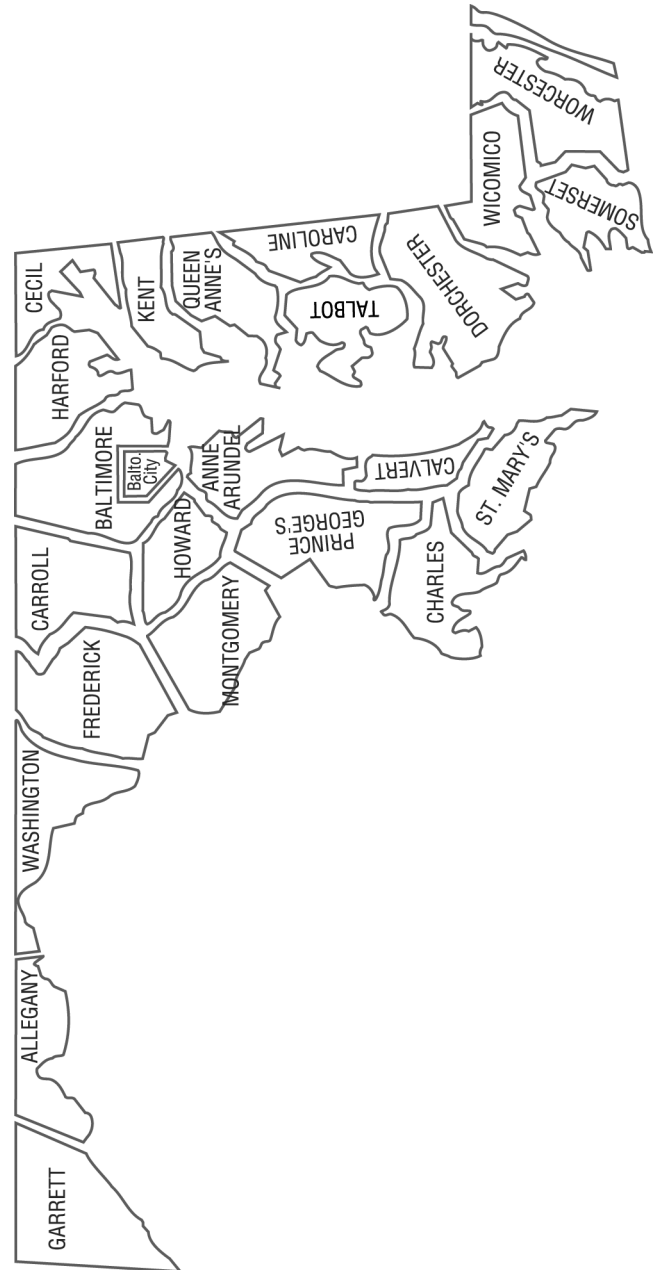 GARRETT
ALLEGANY
WASHINGTON
FREDERICK
CARROLL
BALTIMORE
Balto.
City
HARFORD
CECIL
KENT
QUEEN
ANNE'S
CAROLINE
TALBOT
MONTGOMERY
HOWARD
ANNE
ARUNDEL
PRINCE
GEORGE'S
CALVERT
CHARLES
ST. MARY'S
DORCHESTER
WICOMICO
WORCESTER
SOMERSET